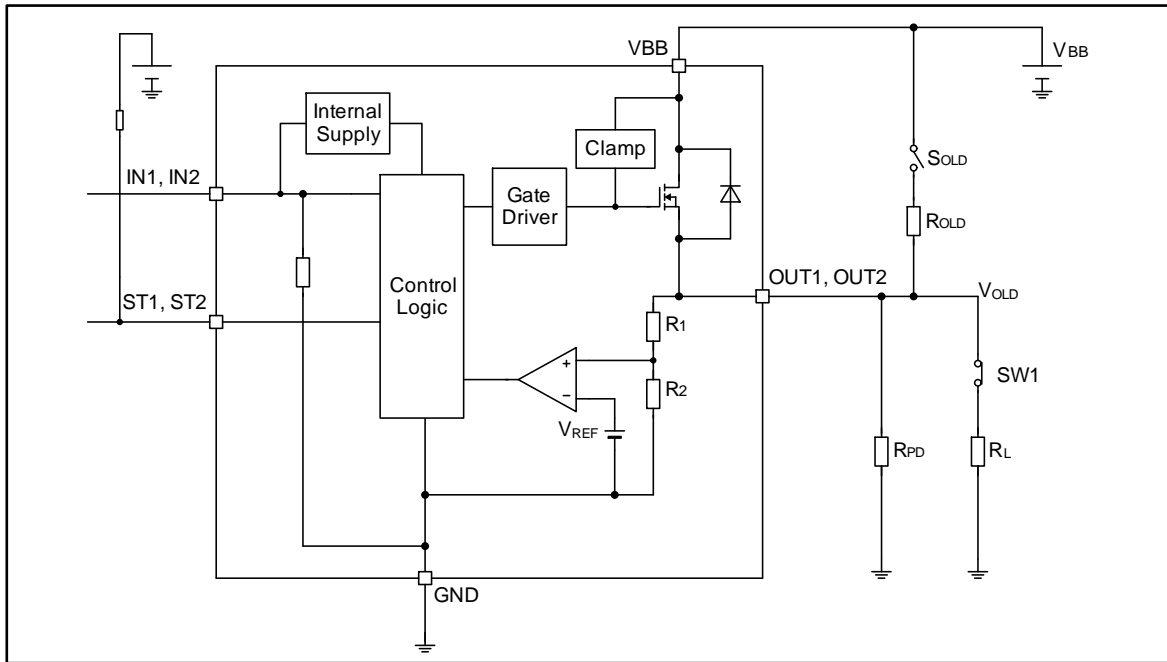 VBB
VBB
Internal
Supply
Clamp
SOLD
IN1, IN2
Gate
Driver
ROLD
Control
Logic
OUT1, OUT2
VOLD
ST1, ST2
R1
+
SW1
R2
−
VREF
RPD
RL
GND